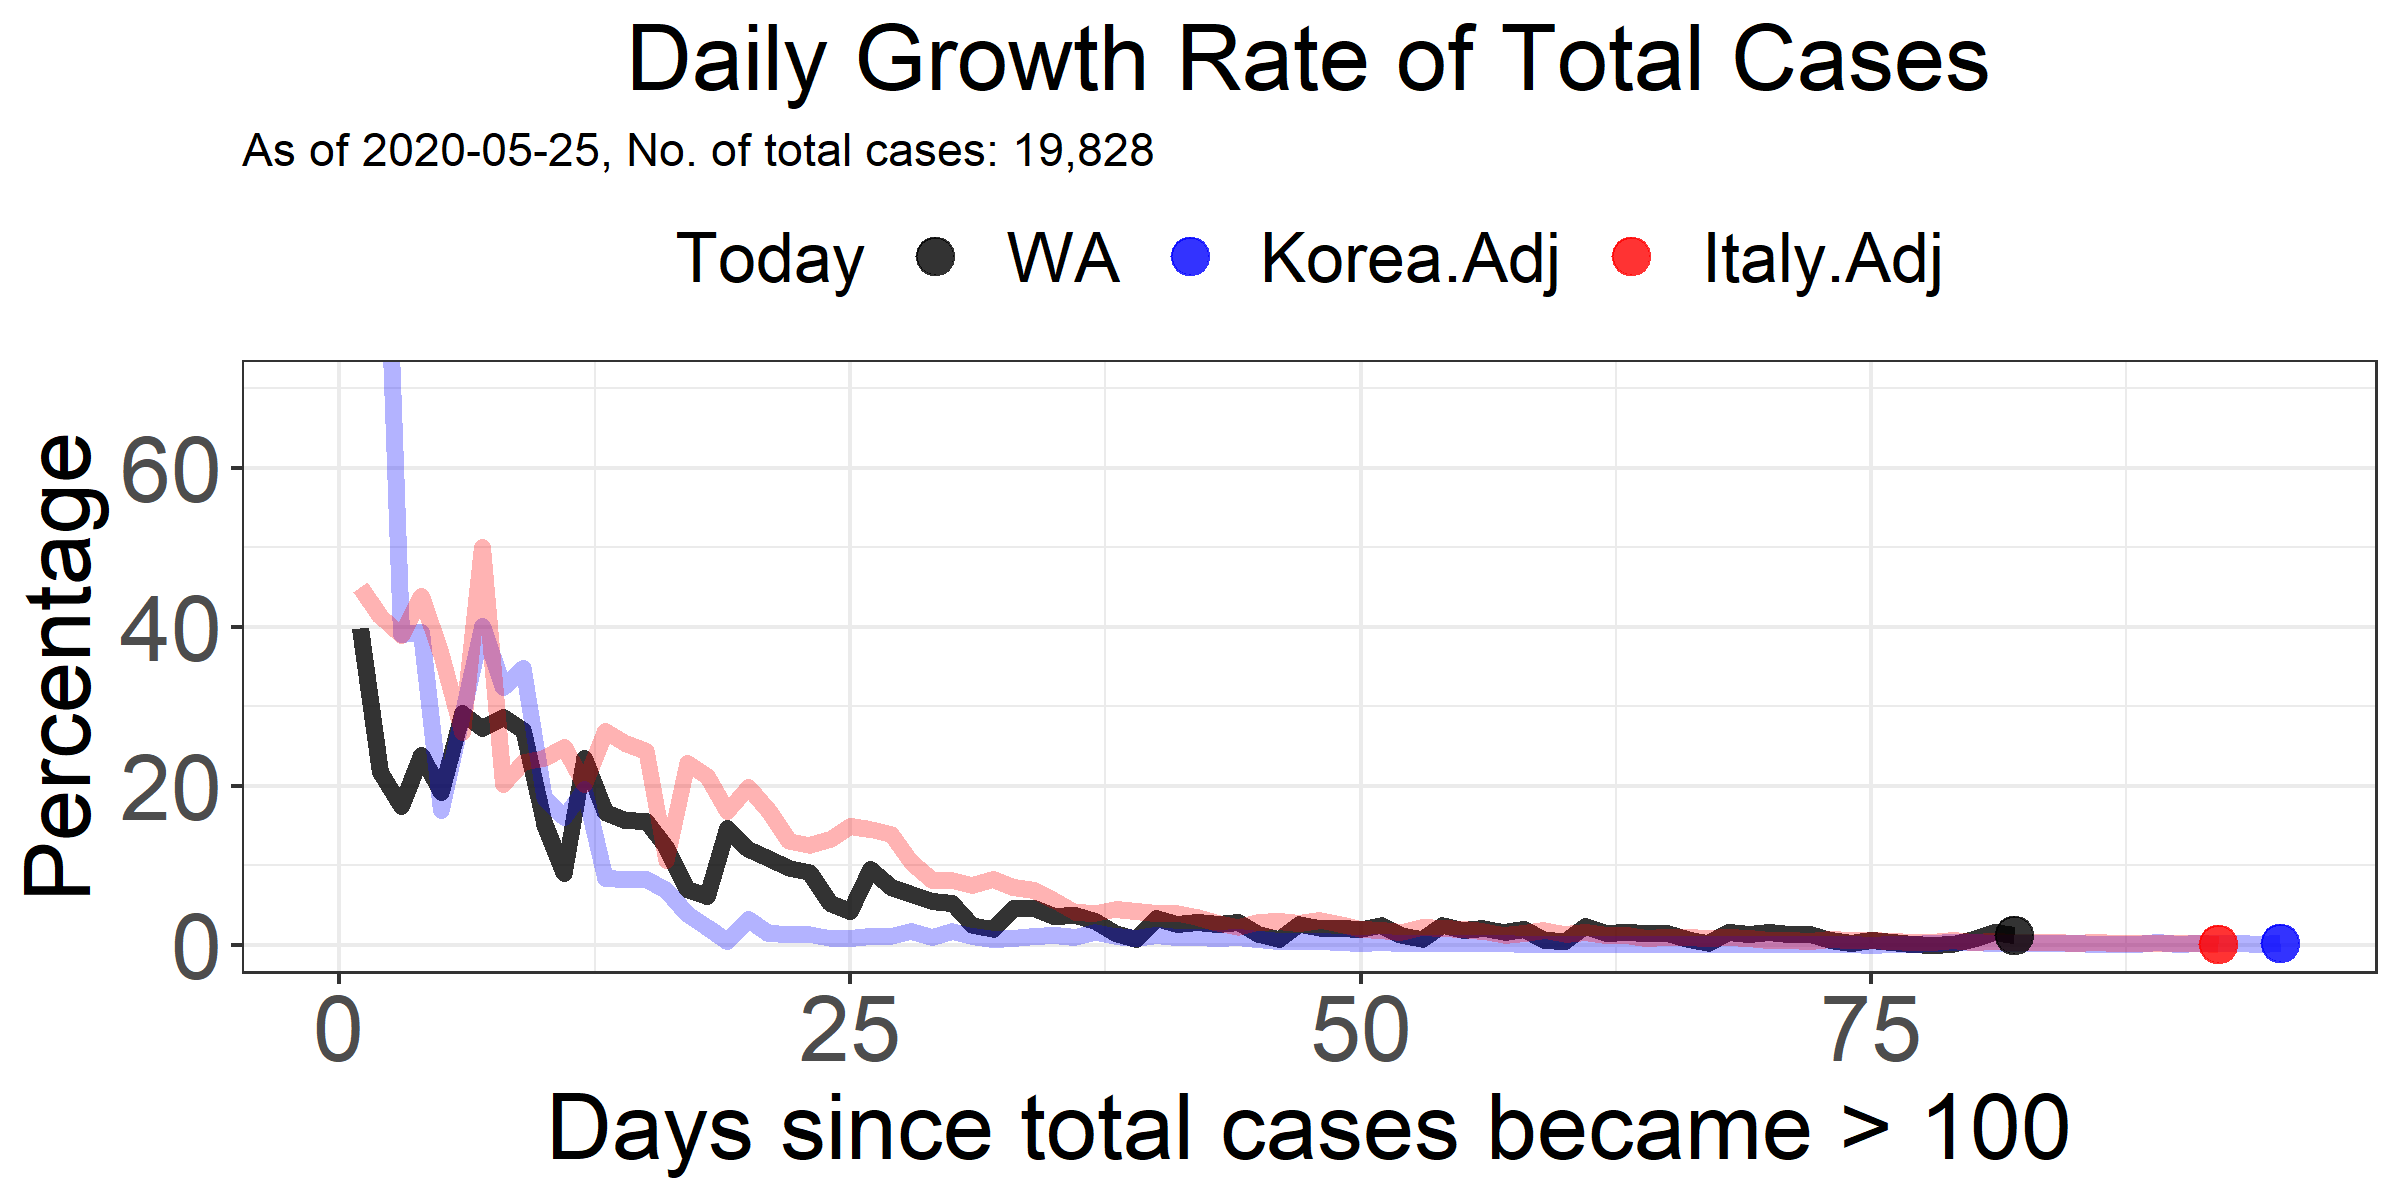 Daily Growth Rate of Total Cases
As of 2020-05-25, No. of total cases: 19,828
Today WA Korea.Adj Italy.Adj
Percentage
60
40
20
0
0 25 50 75
Days since total cases became > 100